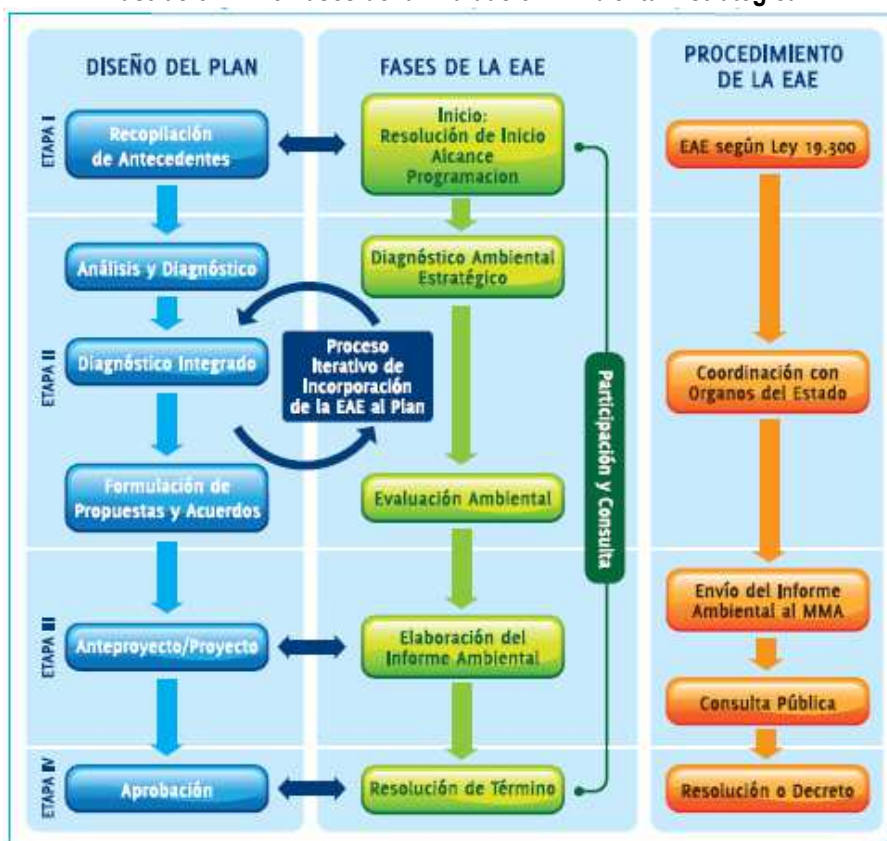 DISEÑO DEL PLAN
FASES DE LA EAE
PROCEDIMIENTO
DE LA EAE
ETAPA I
Recopilación
de Antecedentes
Inicio:
Resolución de Inicio
Alcance
Programacion
EAE según Ley 19.300
ETAPA II
Análisis y Diagnóstico
Diagnóstico Ambiental
Estratégico
Diagnóstico Integrado
Proceso
Iterativo de
Incorporación
de la EAE al Plan
Participación y Consulta
Coordinación con
Organos del Estado
Formulación de
Propuestas y Acuerdos
Evaluación Ambiental
ETAPA III
Anteproyecto/Proyecto
Elaboración del
Informe Ambiental
Envío del Informe
Ambiental al MMA
Consulta Pública
ETAPA IV
Aprobación
Resolución de Término
Resolución o Decreto